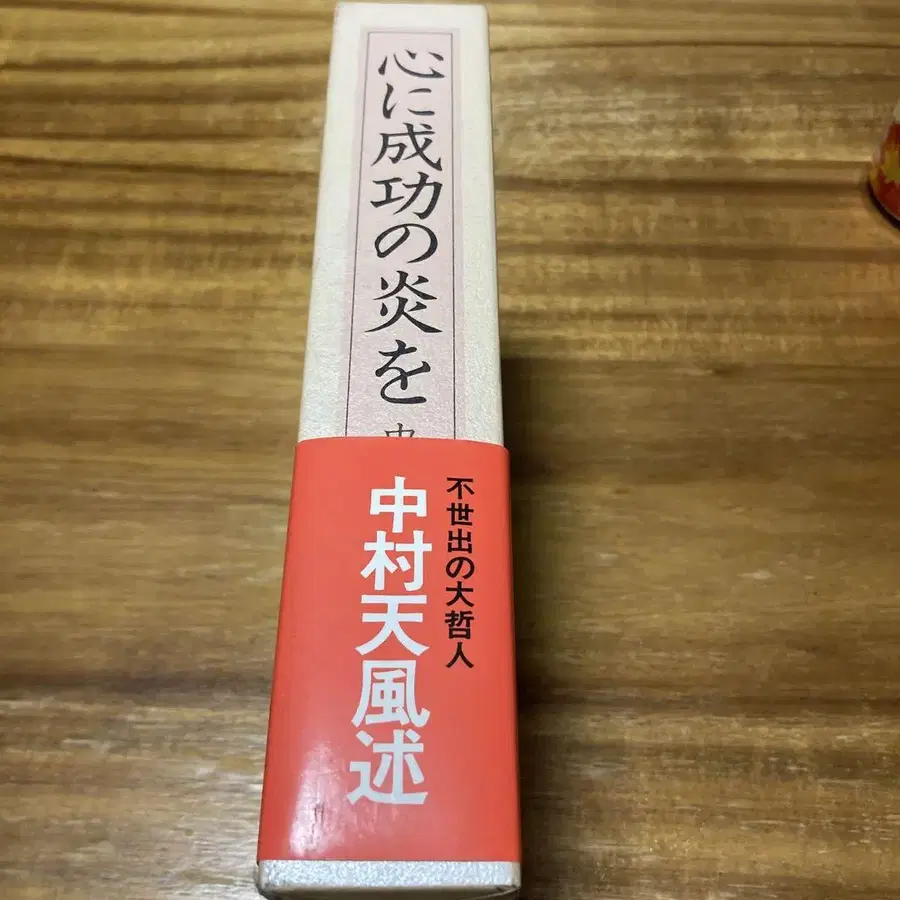 心に成功の炎を
中
不世出の大哲人
中村天風述